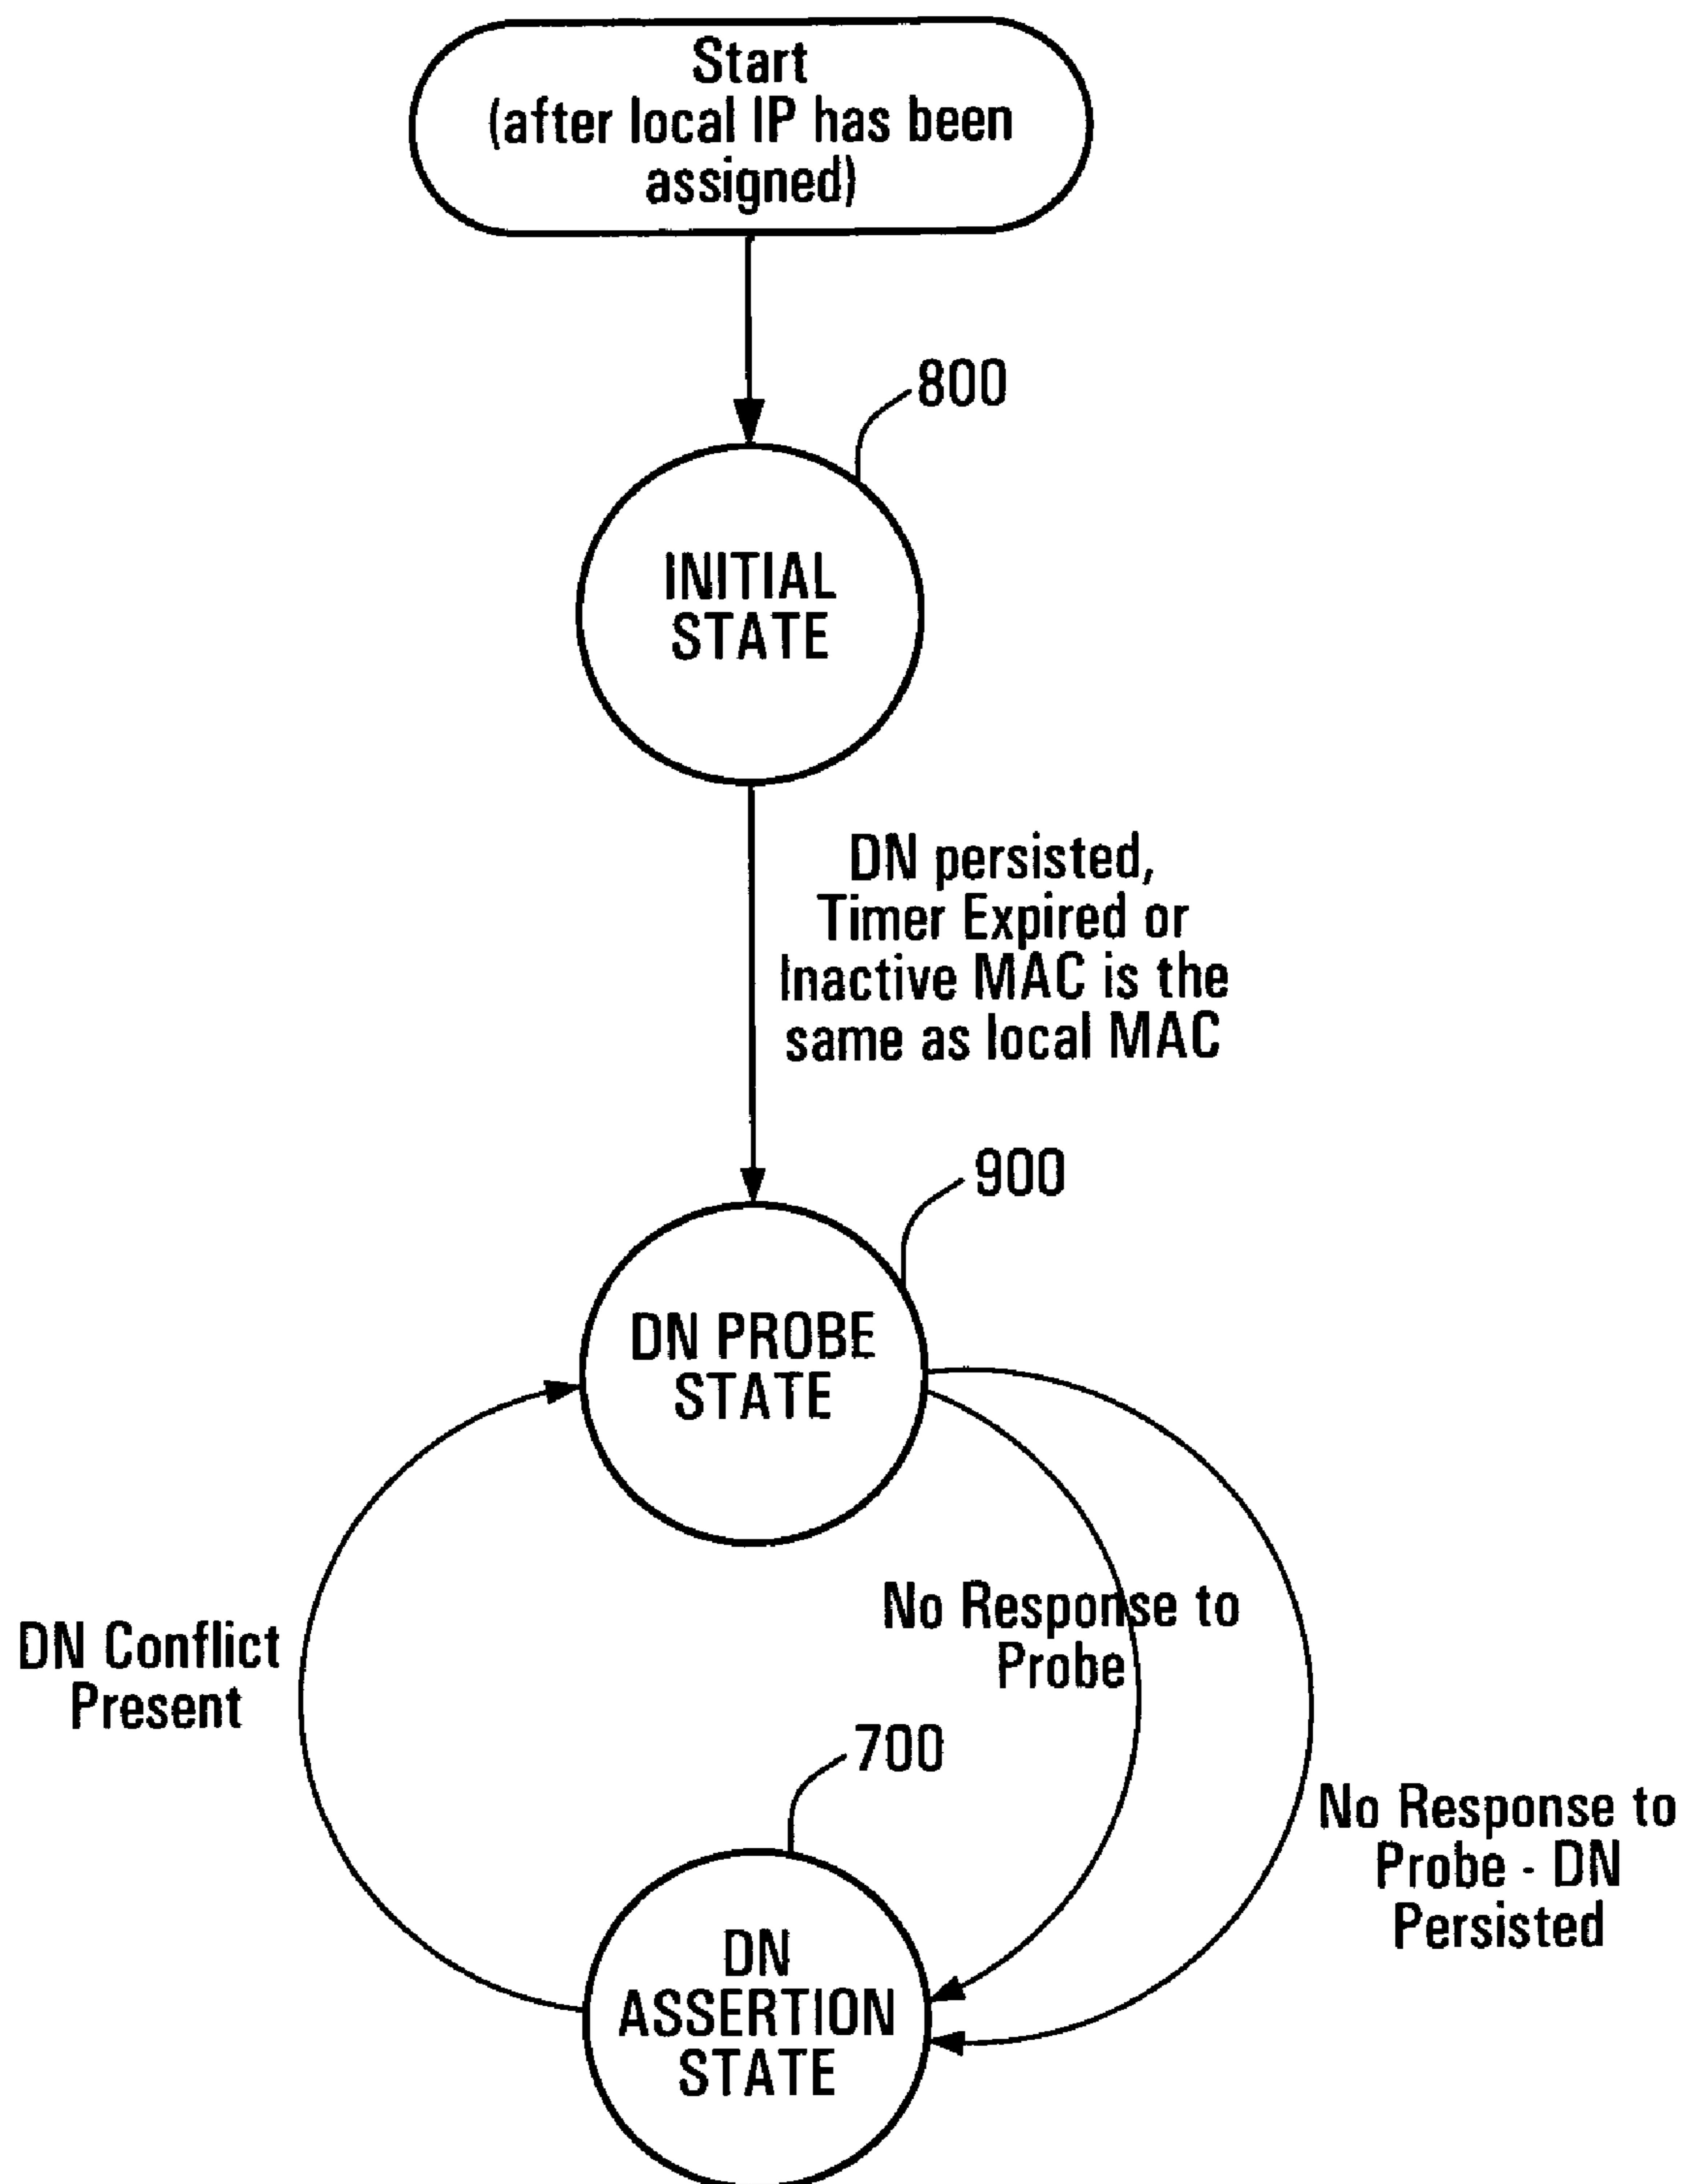 Start
(after local IP has been
assigned)
800
INITIAL
STATE
DN persisted,
Timer Expired or
Inactive MAC is the
same as local MAC
900
DN PROBE
STATE
No Response to
Probe
DN Conflict
Present
700
No Response to
Probe - DN
Persisted
DN
ASSERTION
STATE